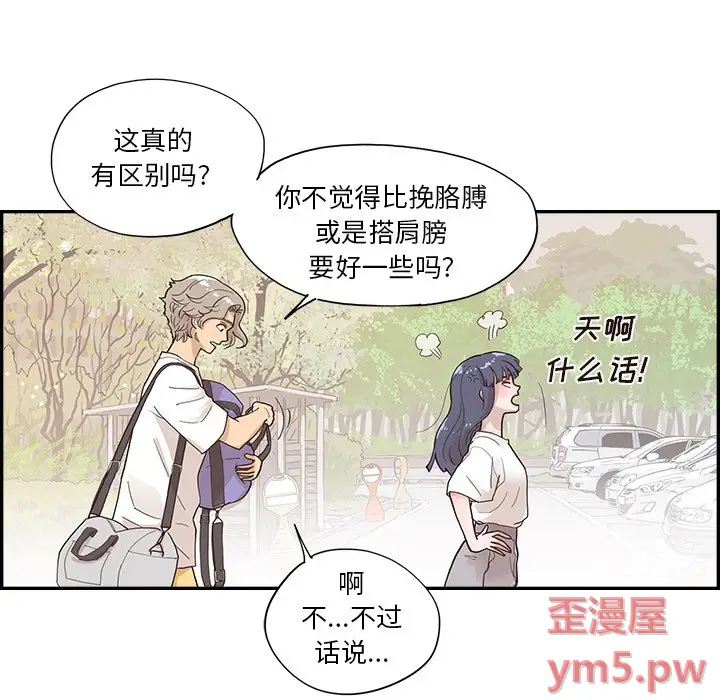 这真的
有区别吗?
你不觉得比挽胳膊
或是搭肩膀
要好一些吗?
天啊
什么话!
啊
不...不过
话说...
歪漫屋
ym5.pw